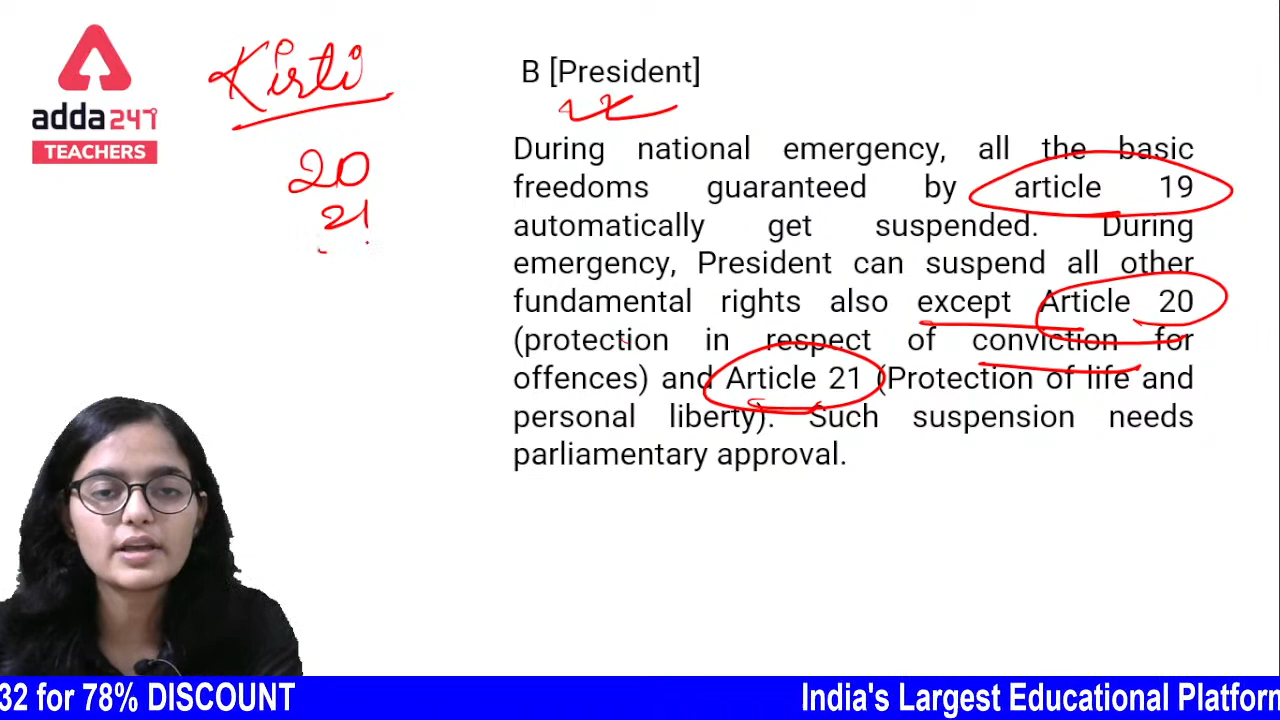 adda247
TEACHERS
Kirti
20
21
B [President]
During national emergency, all the basic
freedoms guaranteed by article 19
automatically get suspended. During
emergency, President can suspend all other
fundamental rights also except Article 20
(protection in respect of conviction for
offences) and Article 21 (Protection of life and
personal liberty). Such suspension needs
parliamentary approval.
32 for 78% DISCOUNT
India's Largest Educational Platform